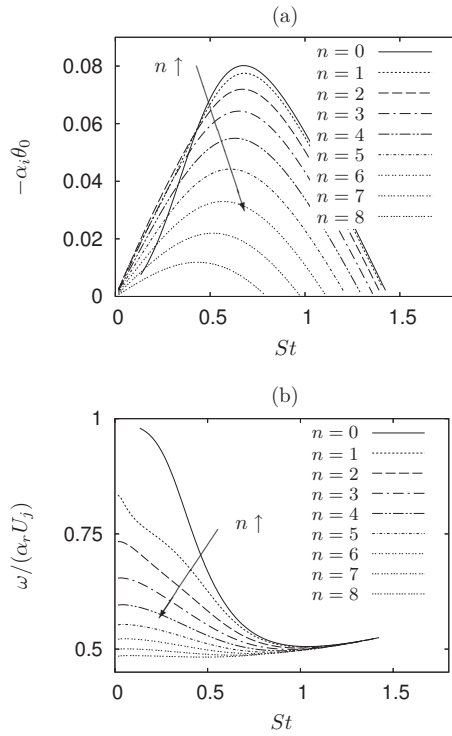 (a)
0.08
0.06
0.04
0.02
0
−α_iθ_0
n ↑
n = 0
n = 1
n = 2
n = 3
n = 4
n = 5
n = 6
n = 7
n = 8
0 0.5 1 1.5
St
(b)
1
0.75
0.5
ω/(α_r U_j)
n ↑
n = 0
n = 1
n = 2
n = 3
n = 4
n = 5
n = 6
n = 7
n = 8
0 0.5 1 1.5
St